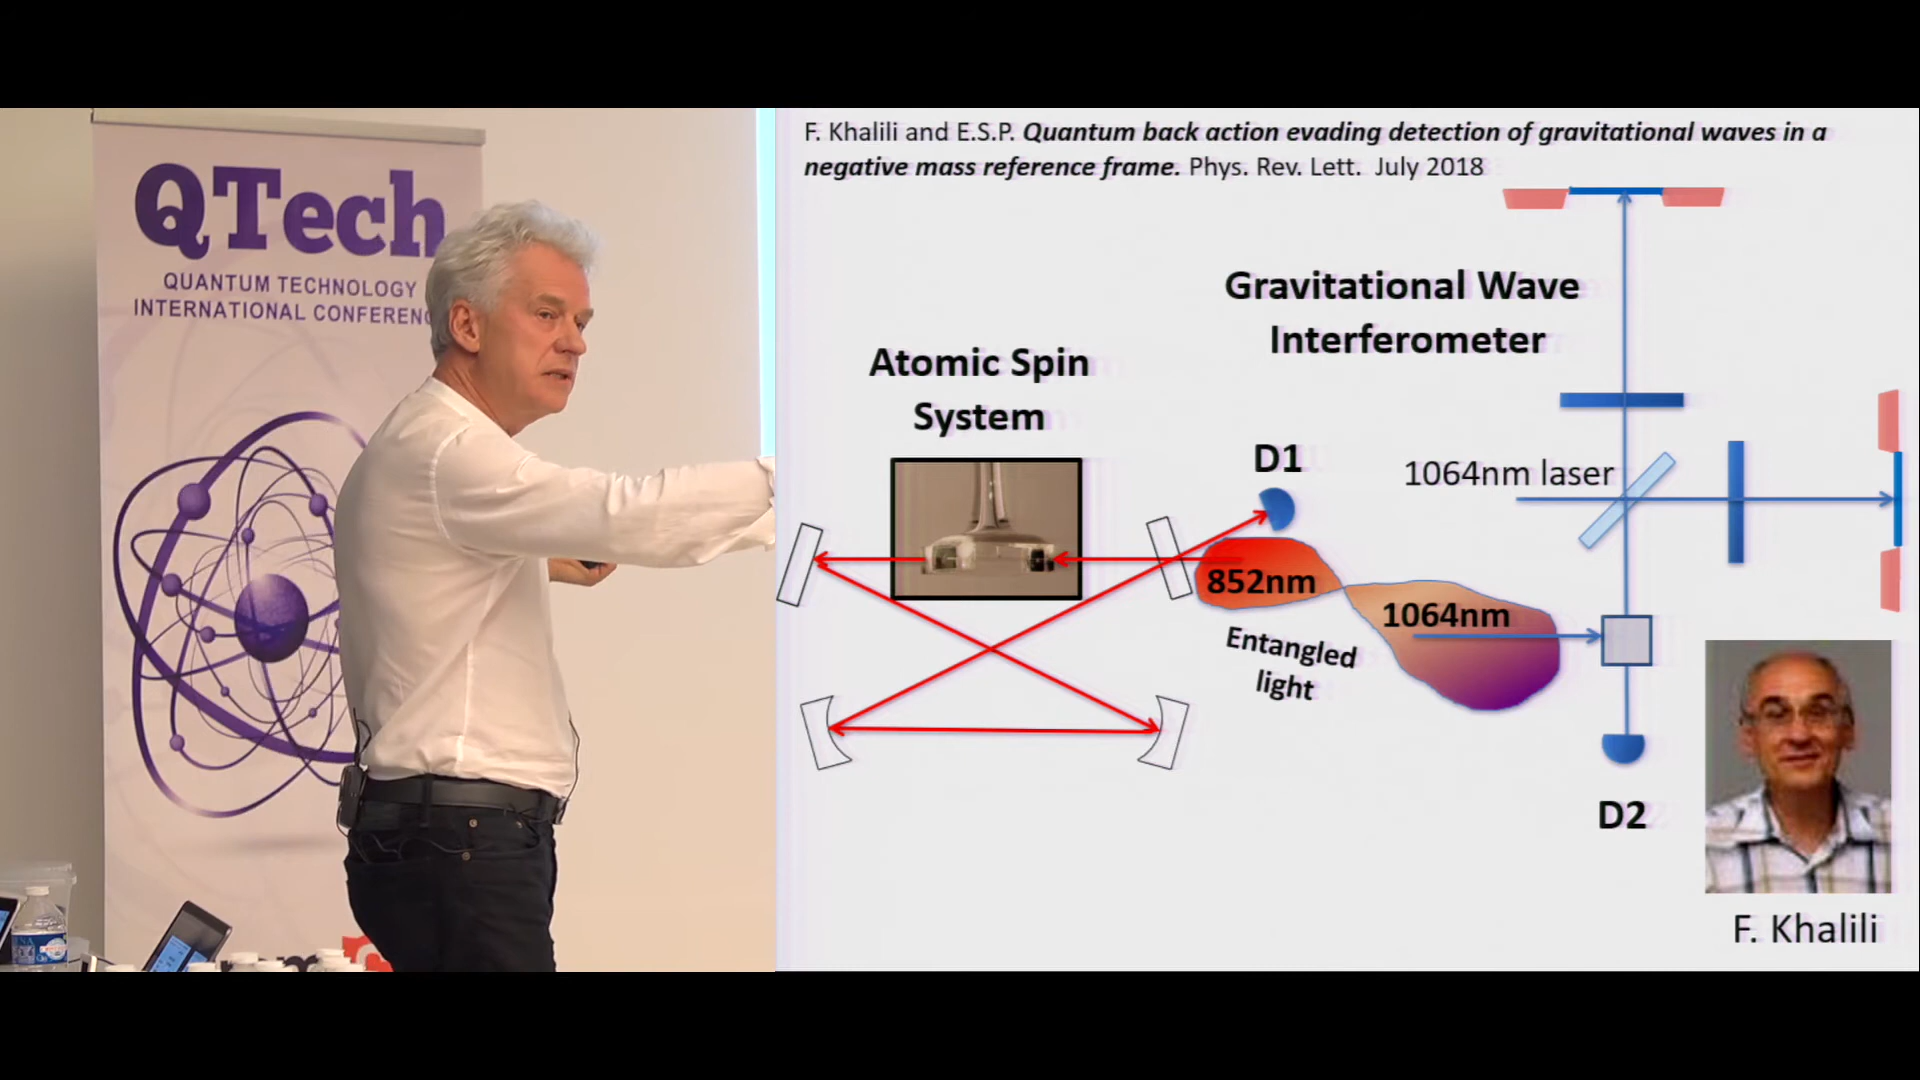 QTech
QUANTUM TECHNOLOGY
INTERNATIONAL CONFERENC
F. Khalili and E.S.P. Quantum back action evading detection of gravitational waves in a
negative mass reference frame. Phys. Rev. Lett. July 2018
Gravitational Wave
Interferometer
Atomic Spin
System
D1
1064nm laser
852nm
1064nm
Entangled
light
D2
F. Khalili